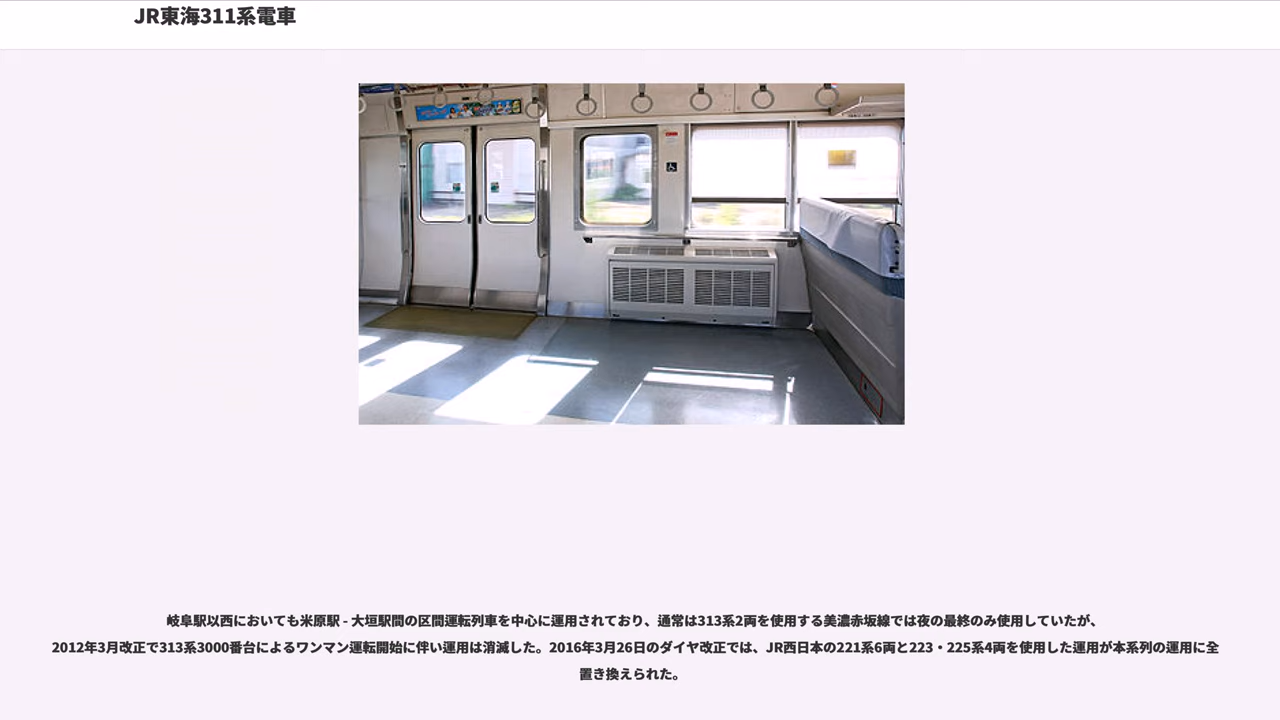 JR東海311系電車
岐阜駅以西においても米原駅 - 大垣駅間の区間運転列車を中心に運用されており、通常は313系2両を使用する美濃赤坂線では夜の最終のみ使用していたが、
2012年3月改正で313系3000番台によるワンマン運転開始に伴い運用は消滅した。2016年3月26日のダイヤ改正では、JR西日本の221系6両と223・225系4両を使用した運用が本系列の運用に全
置き換えられた。